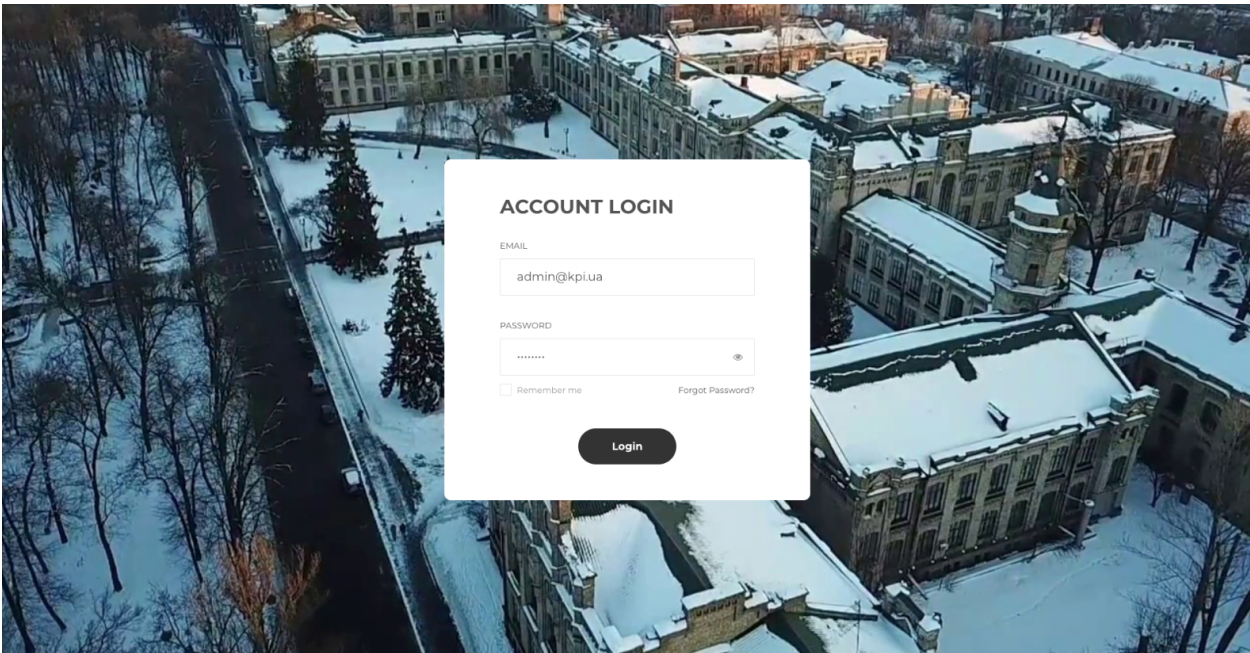 ACCOUNT LOGIN
EMAIL
admin@kpi.ua
PASSWORD
········
Remember me Forgot Password?
Login